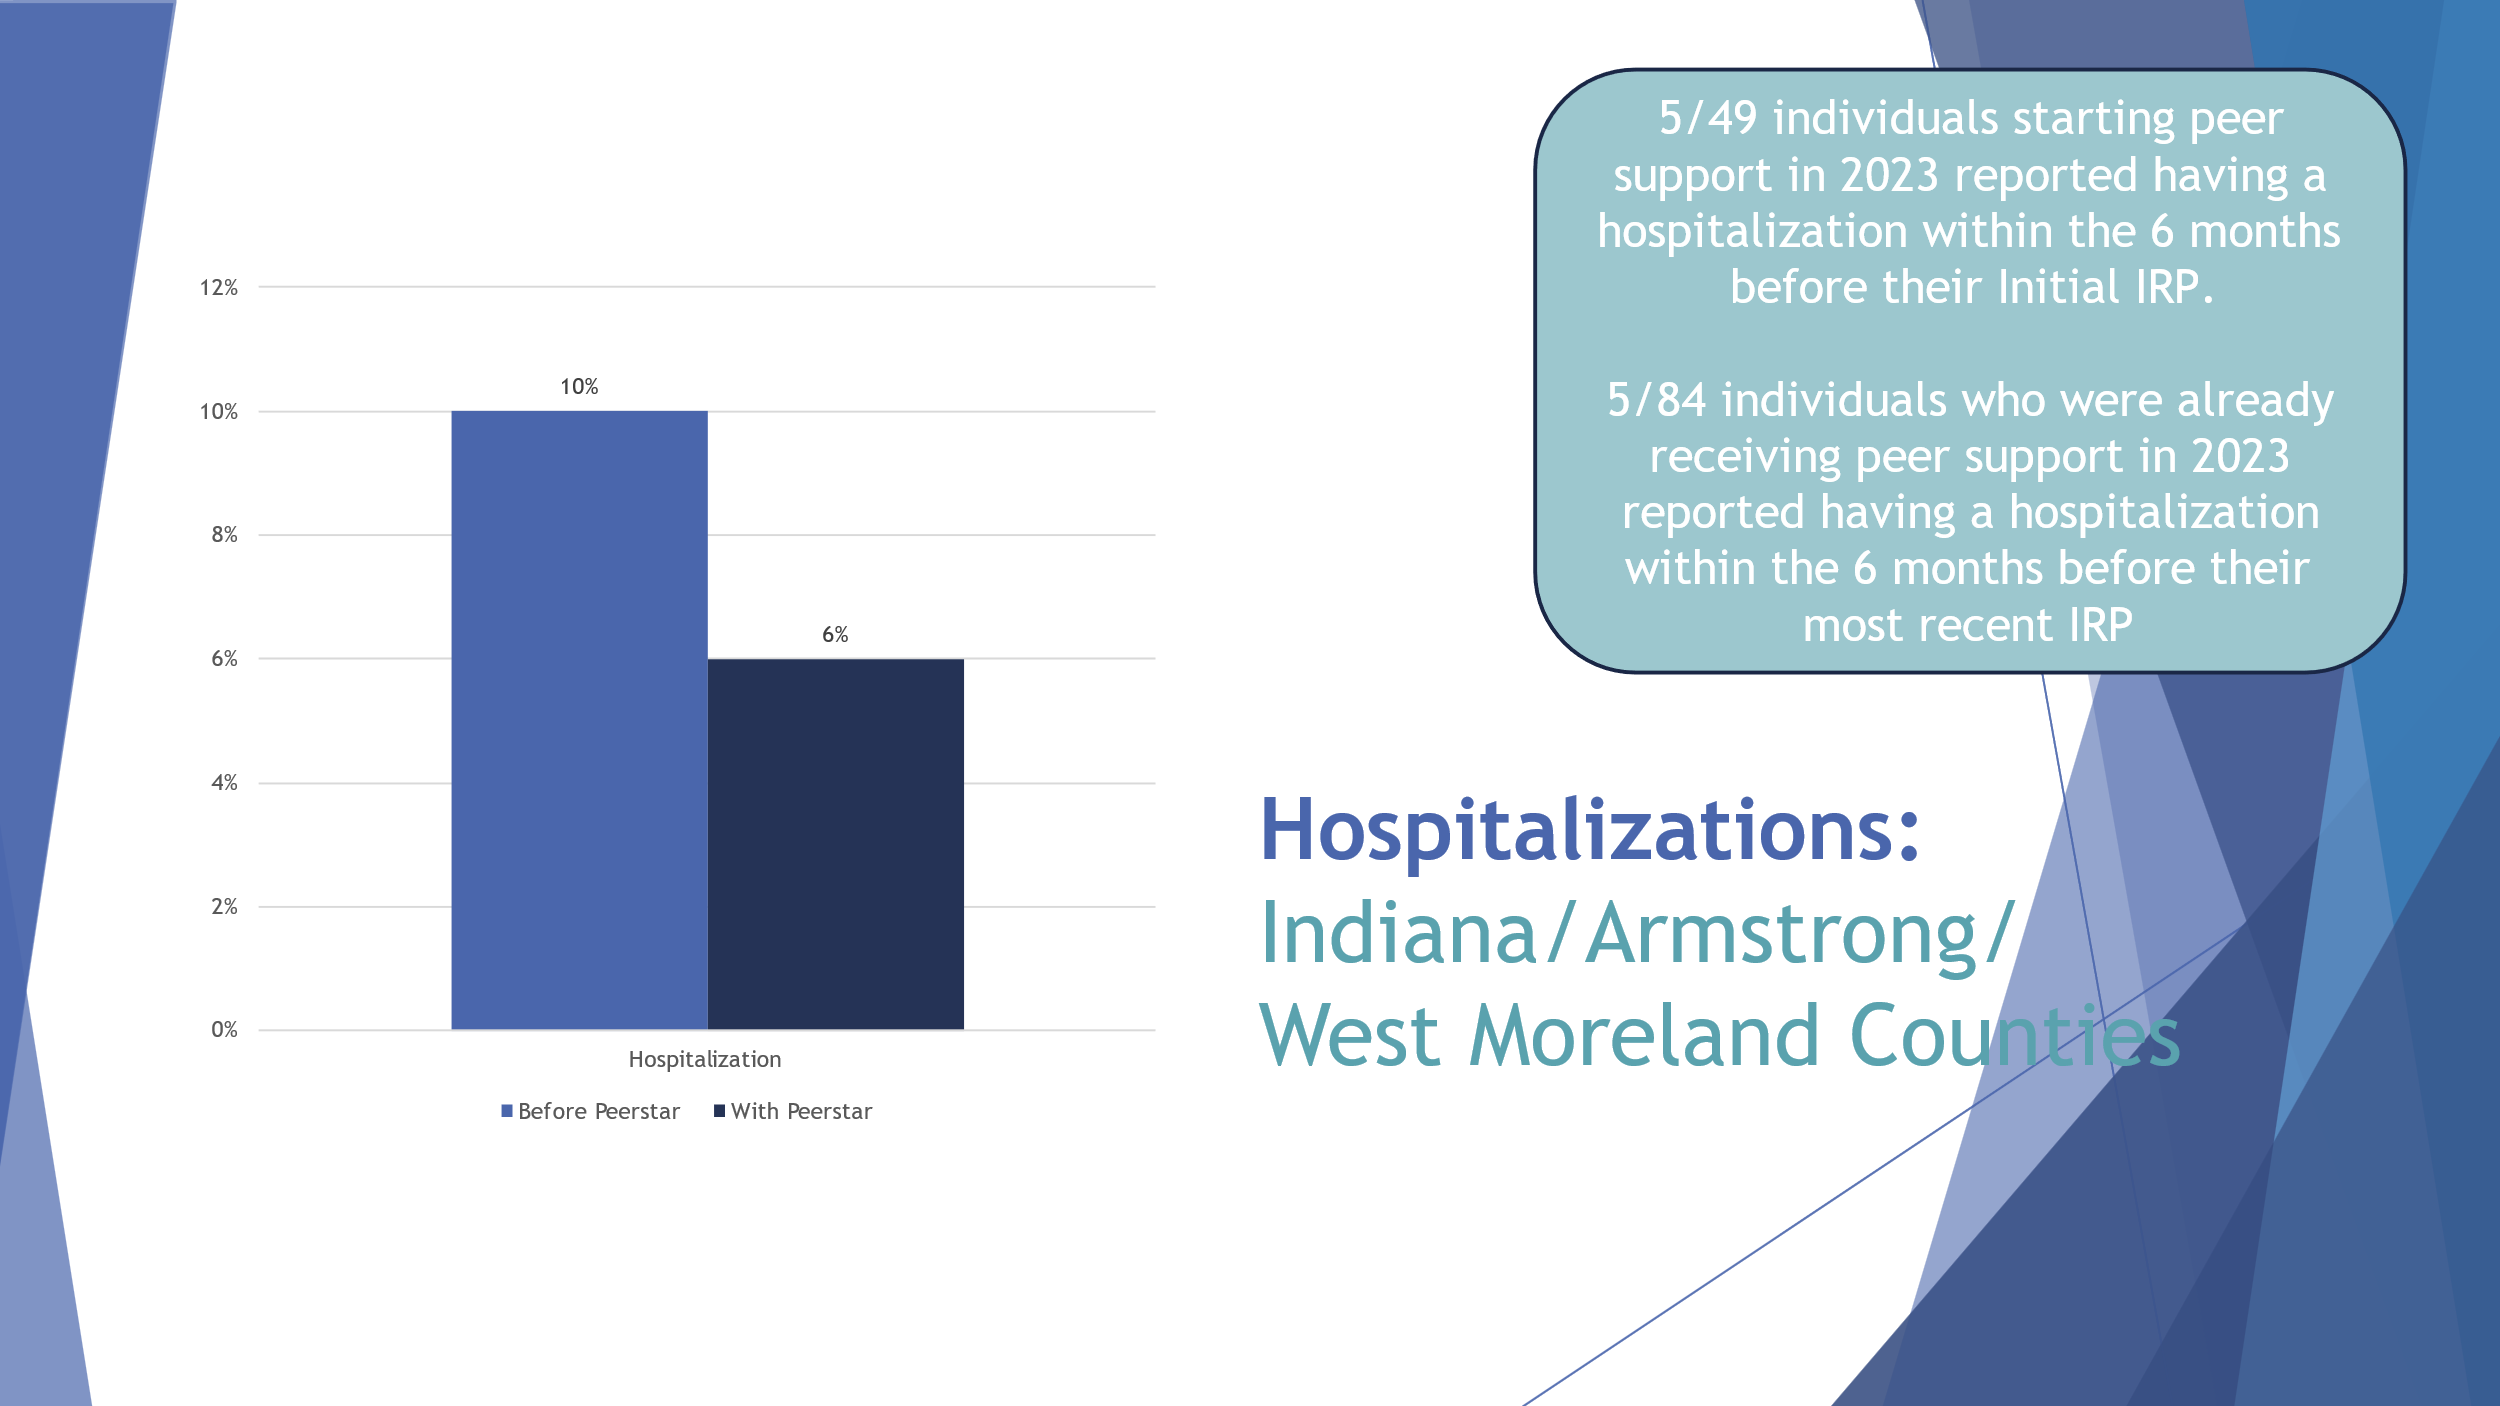 5/49 individuals starting peer
support in 2023 reported having a
hospitalization within the 6 months
before their Initial IRP.
5/84 individuals who were already
receiving peer support in 2023
reported having a hospitalization
within the 6 months before their
most recent IRP
12%
10%
8%
6%
4%
2%
0%
10%
6%
Hospitalization
Before Peerstar With Peerstar
Hospitalizations:
Indiana/Armstrong/
West Moreland Counties